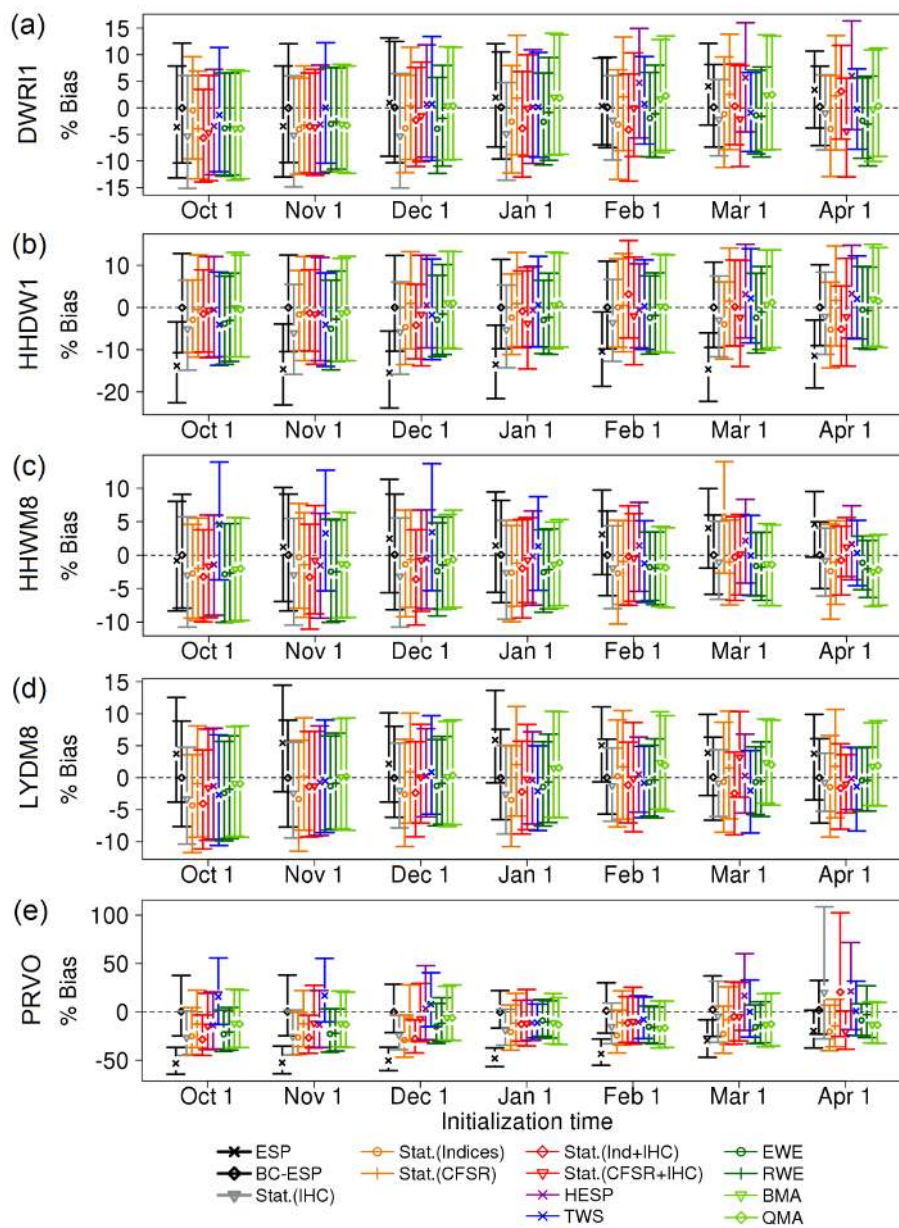 (a)
DWRI1
% Bias
15
10
5
0
-5
-10
-15
Oct 1 Nov 1 Dec 1 Jan 1 Feb 1 Mar 1 Apr 1
(b)
HHDW1
% Bias
10
0
-10
-20
Oct 1 Nov 1 Dec 1 Jan 1 Feb 1 Mar 1 Apr 1
(c)
HHWM8
% Bias
10
5
0
-5
-10
Oct 1 Nov 1 Dec 1 Jan 1 Feb 1 Mar 1 Apr 1
(d)
LYDM8
% Bias
15
10
5
0
-5
-10
Oct 1 Nov 1 Dec 1 Jan 1 Feb 1 Mar 1 Apr 1
(e)
PRVO
% Bias
100
50
0
-50
Oct 1 Nov 1 Dec 1 Jan 1 Feb 1 Mar 1 Apr 1
Initialization time
ESP Stat.(Indices) Stat.(Ind+IHC) EWE
BC-ESP Stat.(CFSR) Stat.(CFSR+IHC) RWE
Stat.(IHC) HESP BMA
TWS QMA